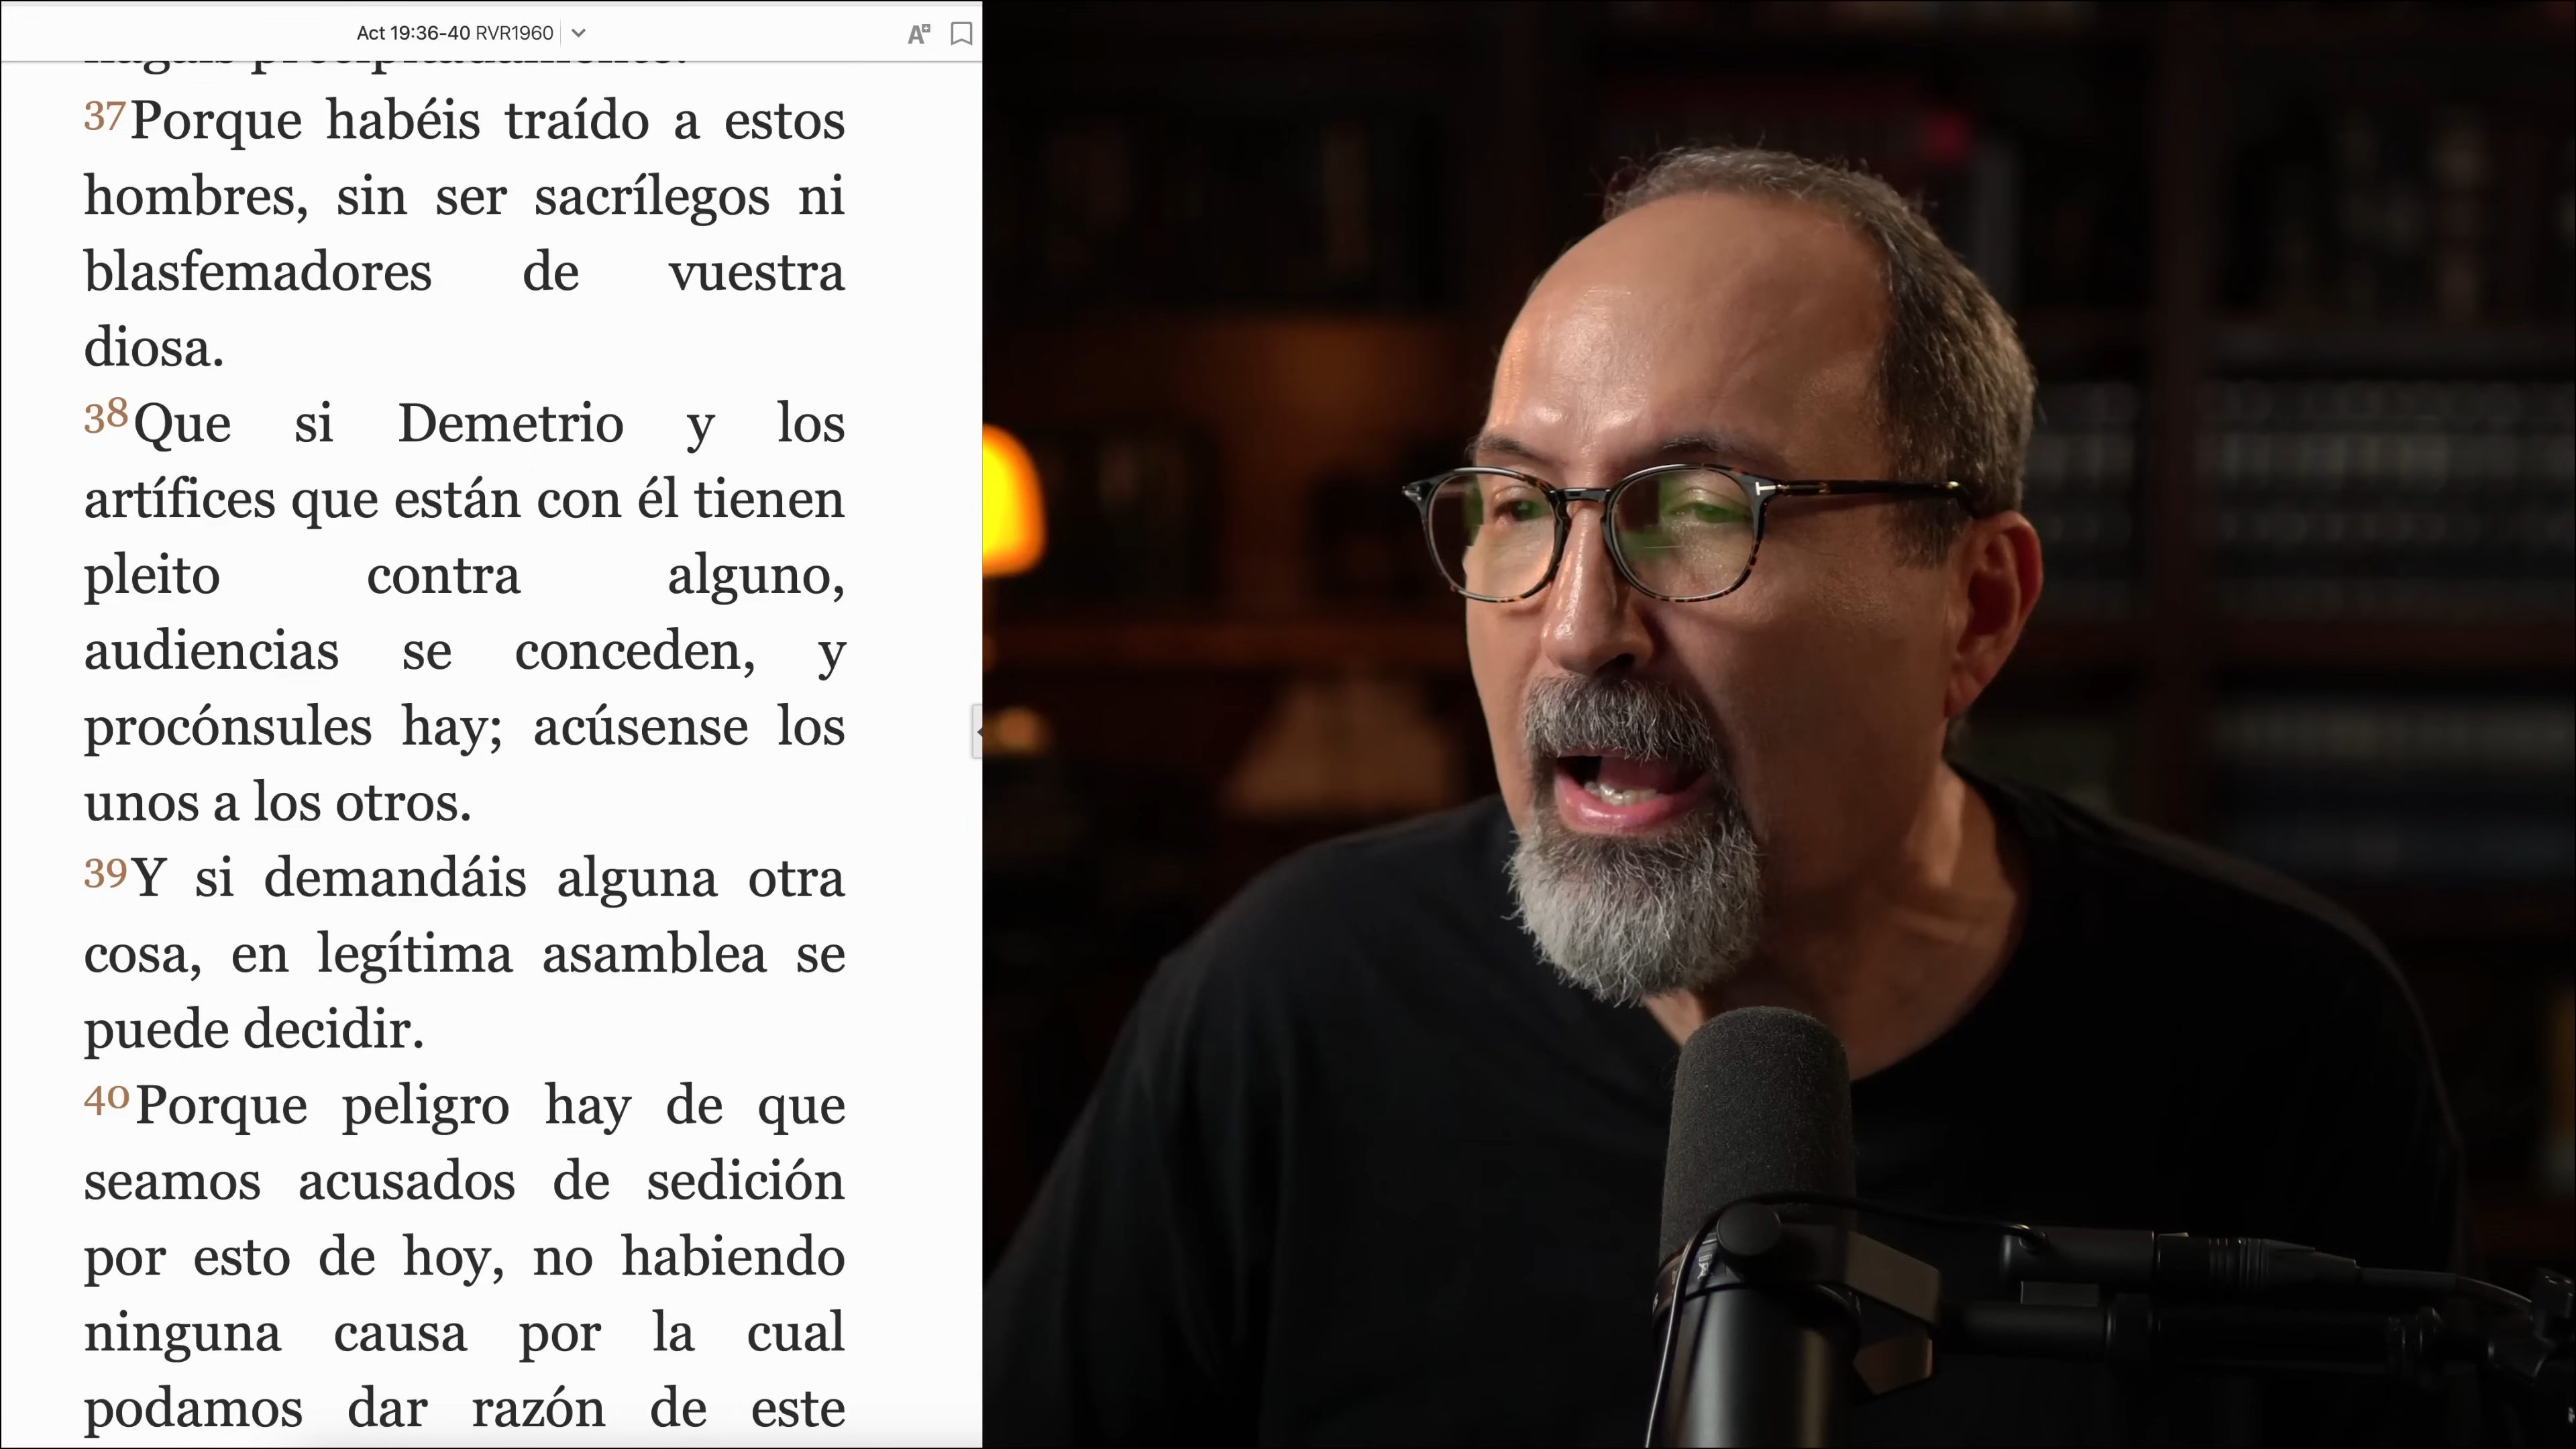 Act 19:36-40 RVR1960
hagáis precipitadamente.
37Porque habéis traído a estos
hombres, sin ser sacrílegos ni
blasfemadores de vuestra
diosa.
38Que si Demetrio y los
artífices que están con él tienen
pleito contra alguno,
audiencias se conceden, y
procónsules hay; acúsense los
unos a los otros.
39Y si demandáis alguna otra
cosa, en legítima asamblea se
puede decidir.
40Porque peligro hay de que
seamos acusados de sedición
por esto de hoy, no habiendo
ninguna causa por la cual
podamos dar razón de este